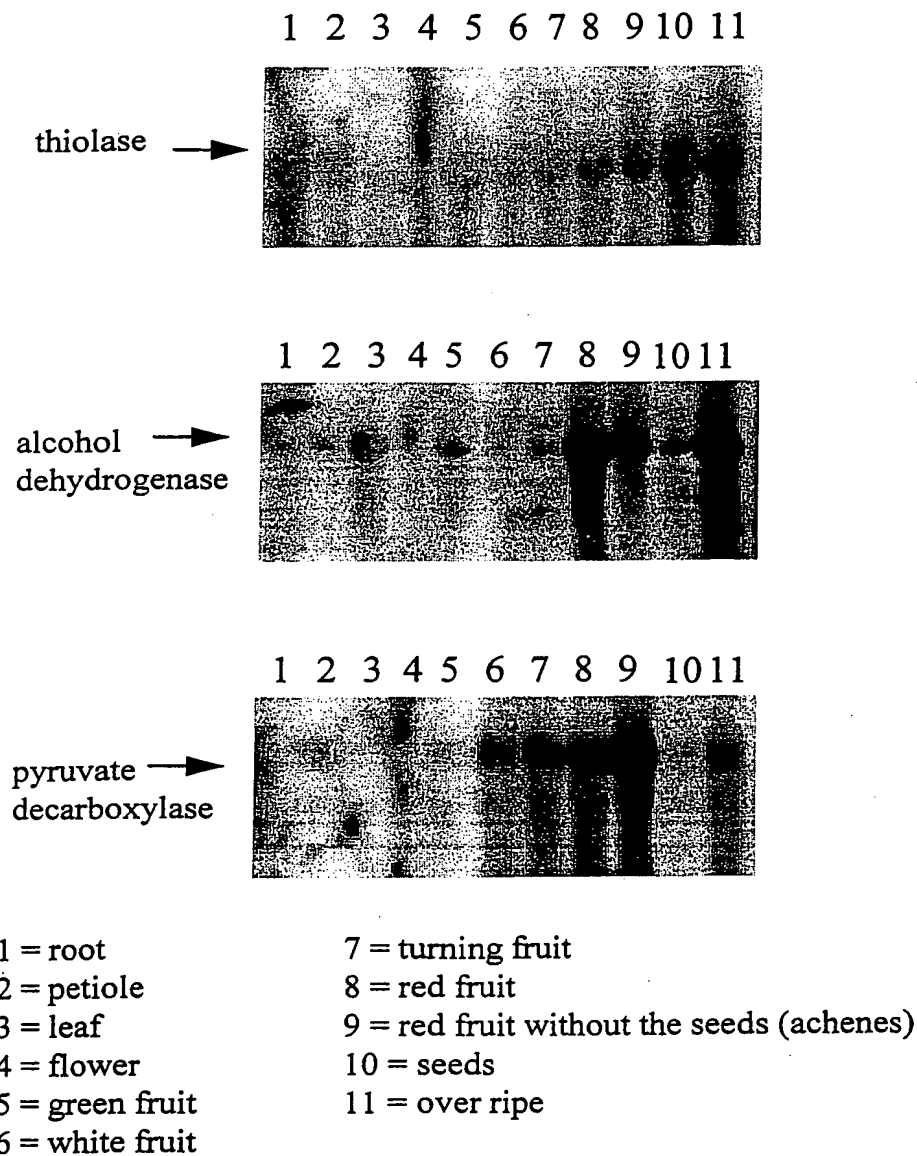 1 2 3 4 5 6 7 8 9 10 11
thiolase
1 2 3 4 5 6 7 8 9 10 11
alcohol
dehydrogenase
1 2 3 4 5 6 7 8 9 10 11
pyruvate
decarboxylase
1 = root
2 = petiole
3 = leaf
4 = flower
5 = green fruit
6 = white fruit
7 = turning fruit
8 = red fruit
9 = red fruit without the seeds (achenes)
10 = seeds
11 = over ripe